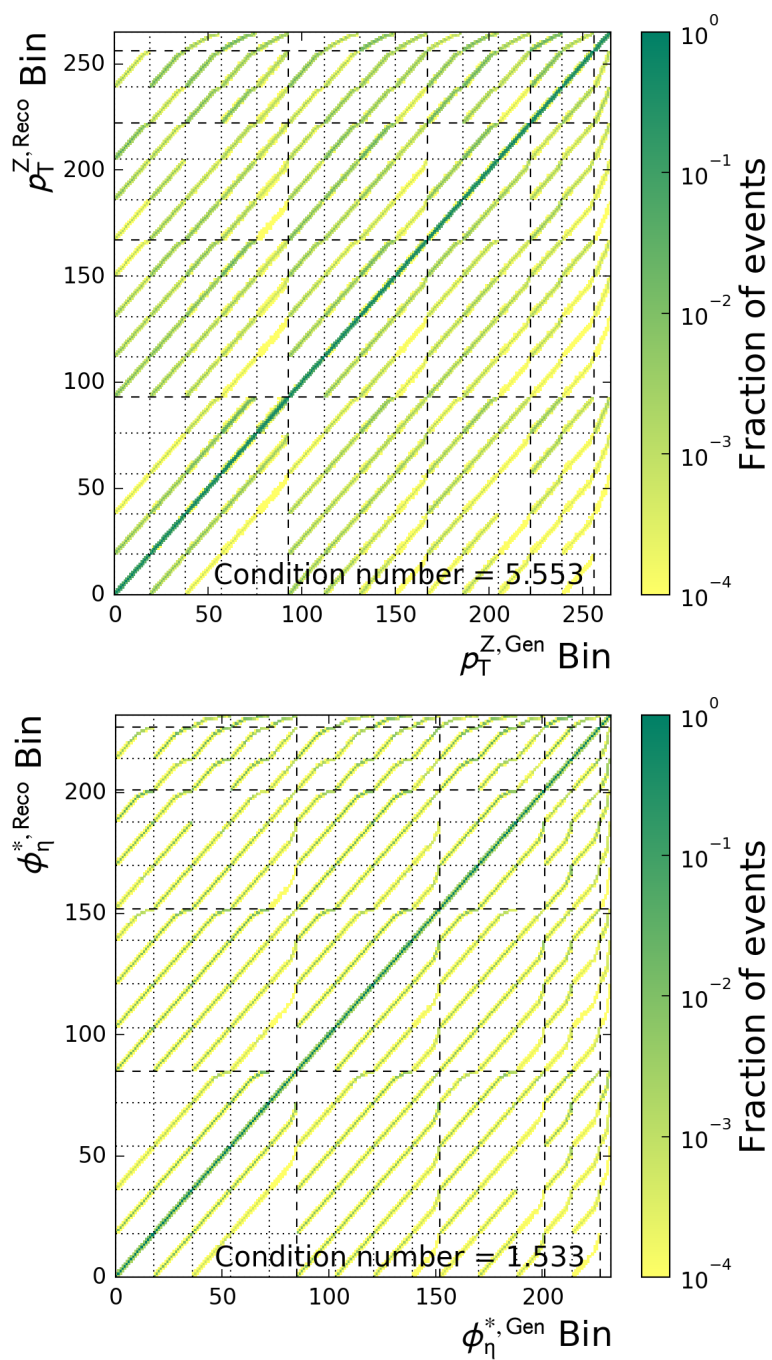 p_T^{Z, Reco} Bin
250
200
150
100
50
0
0 50 100 150 200 250
p_T^{Z, Gen} Bin
Condition number = 5.553
10^0
10^{-1}
10^{-2}
10^{-3}
10^{-4}
Fraction of events
ϕ_η^{*, Reco} Bin
200
150
100
50
0
0 50 100 150 200
ϕ_η^{*, Gen} Bin
Condition number = 1.533
10^0
10^{-1}
10^{-2}
10^{-3}
10^{-4}
Fraction of events